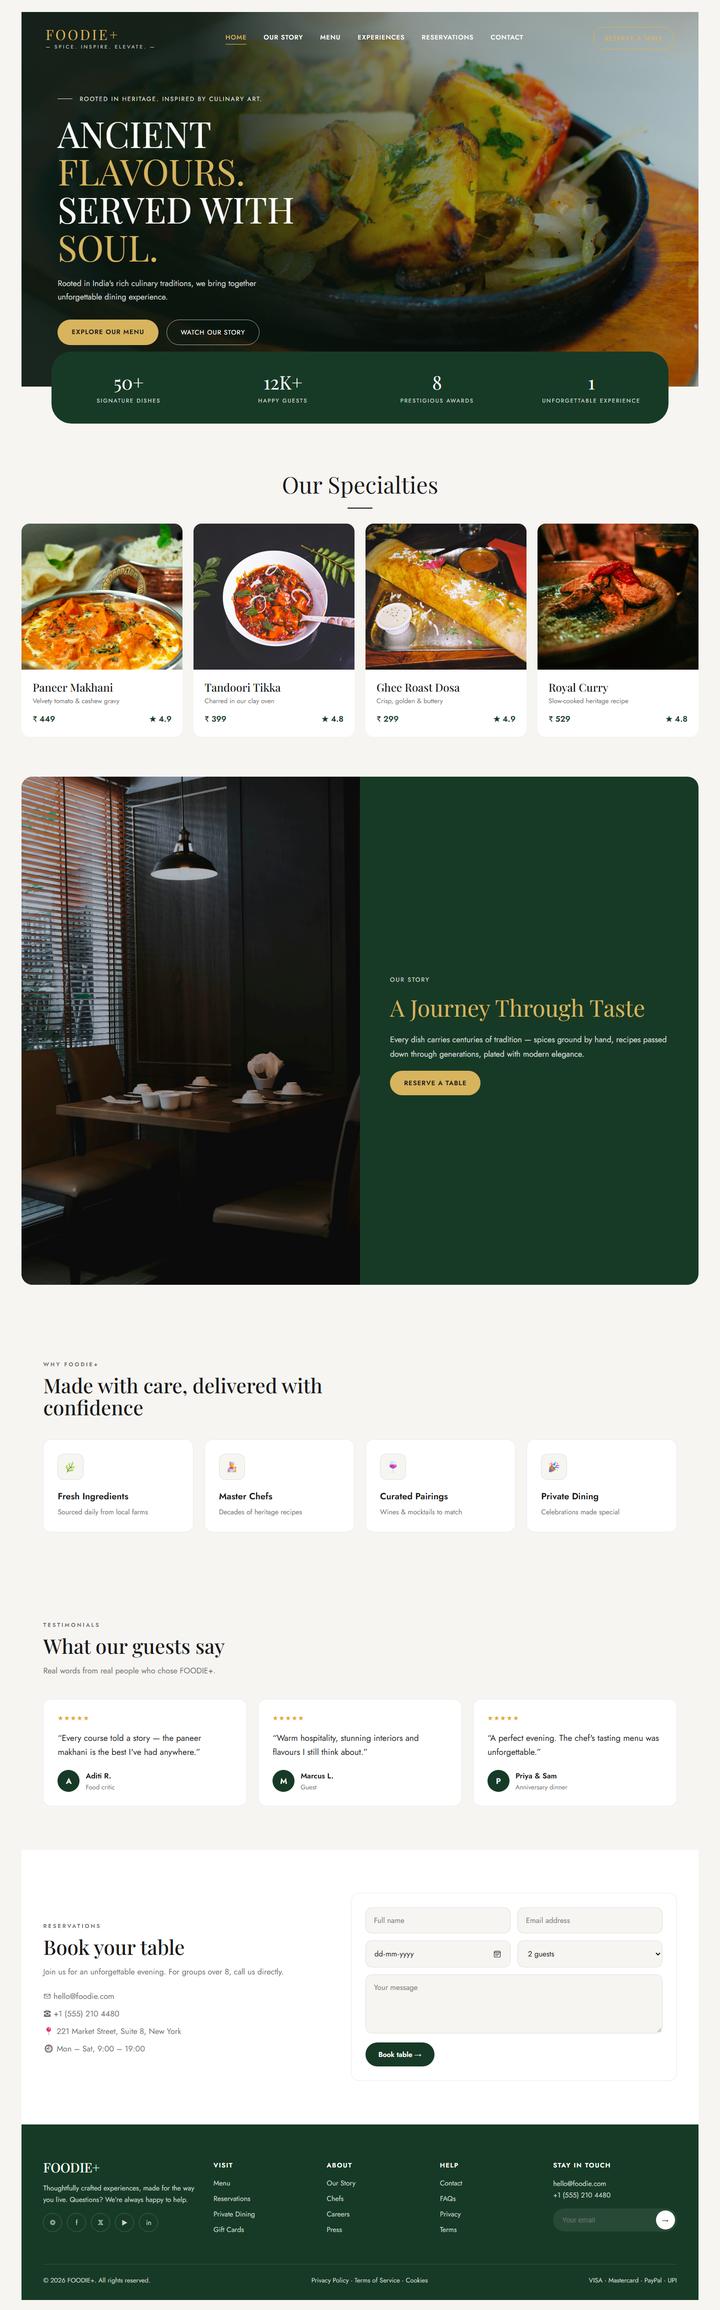 FOODIE+
— SPICE. INSPIRE. ELEVATE. —
HOME
OUR STORY
MENU
EXPERIENCES
RESERVATIONS
CONTACT
RESERVE A TABLE
ROOTED IN HERITAGE. INSPIRED BY CULINARY ART.
ANCIENT
FLAVOURS.
SERVED WITH
SOUL.
Rooted in India's rich culinary traditions, we bring together
unforgettable dining experience.
EXPLORE OUR MENU
WATCH OUR STORY
50+
SIGNATURE DISHES
12K+
HAPPY GUESTS
8
PRESTIGIOUS AWARDS
1
UNFORGETTABLE EXPERIENCE
Our Specialties
Paneer Makhani
Velvety tomato & cashew gravy
₹ 449
★ 4.9
Tandoori Tikka
Charred in our clay oven
₹ 399
★ 4.8
Ghee Roast Dosa
Crisp, golden & buttery
₹ 299
★ 4.9
Royal Curry
Slow-cooked heritage recipe
₹ 529
★ 4.8
OUR STORY
A Journey Through Taste
Every dish carries centuries of tradition — spices ground by hand, recipes passed
down through generations, plated with modern elegance.
RESERVE A TABLE
WHY FOODIE+
Made with care, delivered with
confidence
Fresh Ingredients
Sourced daily from local farms
Master Chefs
Decades of heritage recipes
Curated Pairings
Wines & mocktails to match
Private Dining
Celebrations made special
TESTIMONIALS
What our guests say
Real words from real people who chose FOODIE+.
★★★★★
“Every course told a story — the paneer
makhani is the best I've had anywhere.”
A
Aditi R.
Food critic
★★★★★
“Warm hospitality, stunning interiors and
flavours I still think about.”
M
Marcus L.
Guest
★★★★★
“A perfect evening. The chef's tasting menu was
unforgettable.”
P
Priya & Sam
Anniversary dinner
RESERVATIONS
Book your table
Join us for an unforgettable evening. For groups over 8, call us directly.
hello@foodie.com
+1 (555) 210 4480
221 Market Street, Suite 8, New York
Mon – Sat, 9:00 – 19:00
Full name
Email address
dd-mm-yyyy
2 guests
Your message
Book table →
FOODIE+
Thoughtfully crafted experiences, made for the way
you live. Questions? We're always happy to help.
f
X
in
VISIT
Menu
Reservations
Private Dining
Gift Cards
ABOUT
Our Story
Chefs
Careers
Press
HELP
Contact
FAQs
Privacy
Terms
STAY IN TOUCH
hello@foodie.com
+1 (555) 210 4480
Your email
→
© 2026 FOODIE+. All rights reserved.
Privacy Policy · Terms of Service · Cookies
VISA · Mastercard · PayPal · UPI